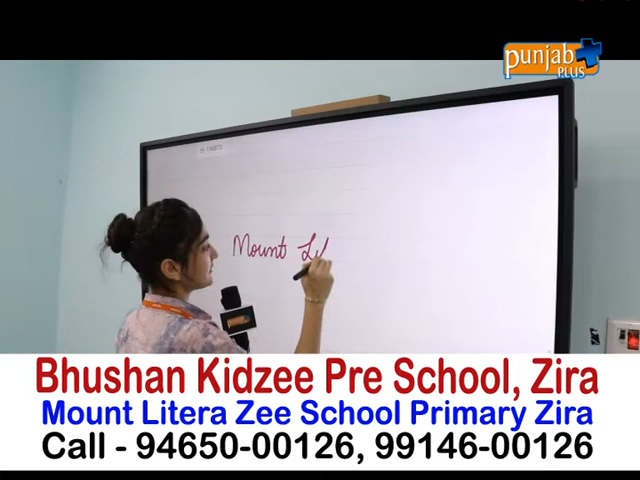 punjab
PLUS
Mount Li
Bhushan Kidzee Pre School, Zira
Mount Litera Zee School Primary Zira
Call - 94650-00126, 99146-00126